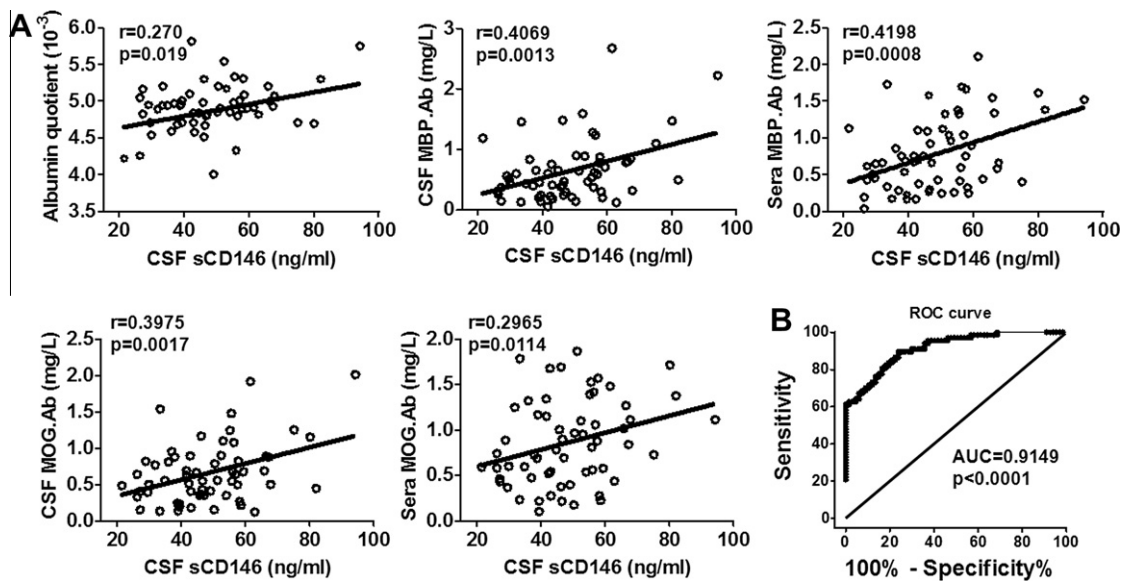 A
r=0.270
p=0.019
Albumin quotient (10⁻³)
6.0
5.5
5.0
4.5
4.0
3.5
20 40 60 80 100
CSF sCD146 (ng/ml)
r=0.4069
p=0.0013
CSF MBP.Ab (mg/L)
3
2
1
0
20 40 60 80 100
CSF sCD146 (ng/ml)
r=0.4198
p=0.0008
Sera MBP.Ab (mg/L)
2.5
2.0
1.5
1.0
0.5
0.0
20 40 60 80 100
CSF sCD146 (ng/ml)
r=0.3975
p=0.0017
CSF MOG.Ab (mg/L)
2.5
2.0
1.5
1.0
0.5
0.0
20 40 60 80 100
CSF sCD146 (ng/ml)
r=0.2965
p=0.0114
Sera MOG.Ab (mg/L)
2.5
2.0
1.5
1.0
0.5
0.0
20 40 60 80 100
CSF sCD146 (ng/ml)
B
ROC curve
Sensitivity
100
80
60
40
20
0
AUC=0.9149
p<0.0001
0 20 40 60 80 100
100% - Specificity%